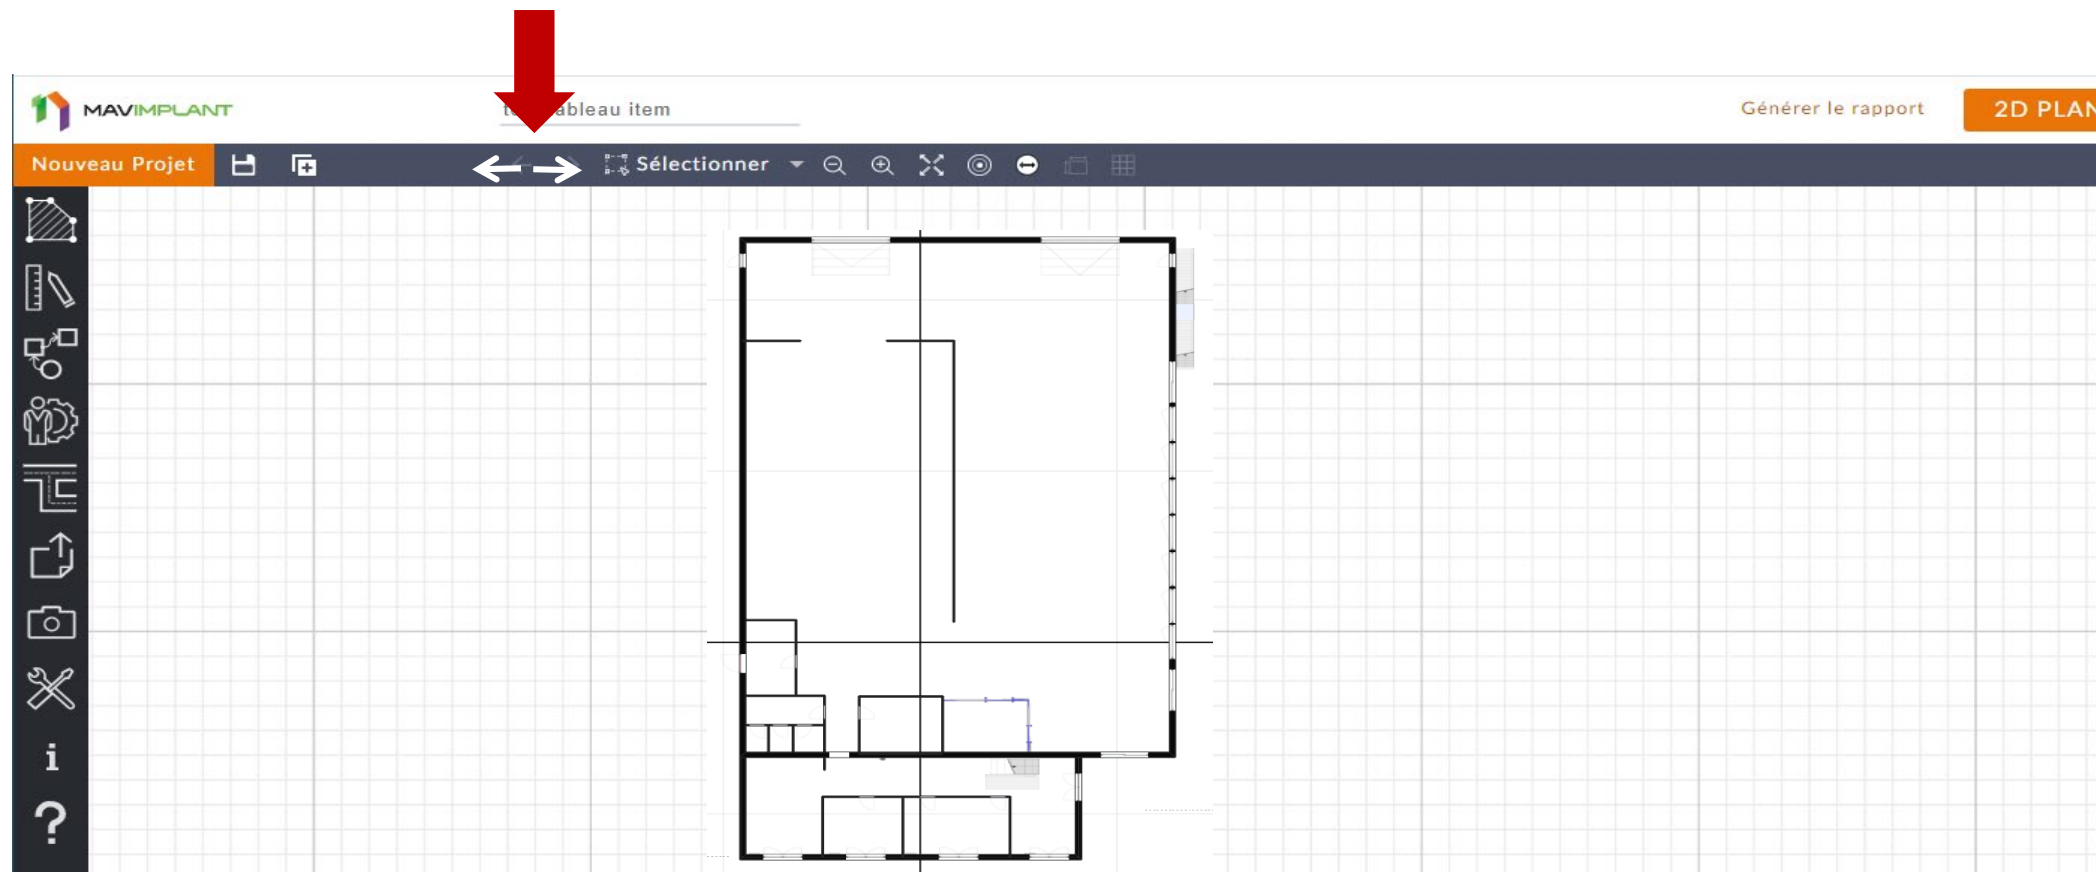 MAVIMPLANT
ableau item
Générer le rapport
2D PLAN
Nouveau Projet
Sélectionner
i
?